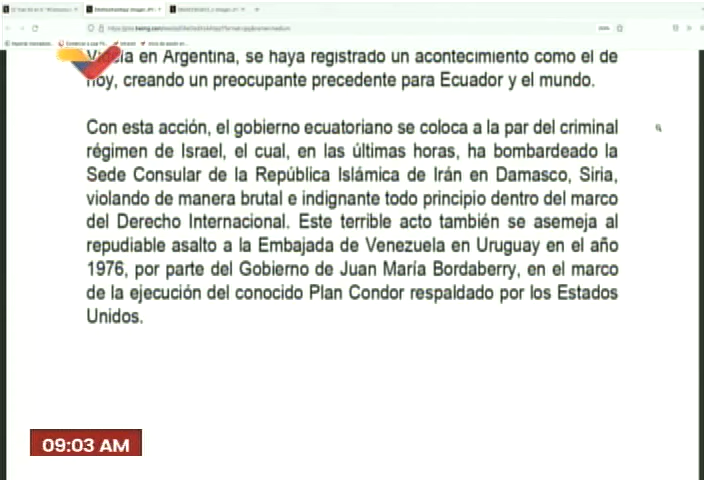 Videla en Argentina, se haya registrado un acontecimiento como el de
hoy, creando un preocupante precedente para Ecuador y el mundo.
Con esta acción, el gobierno ecuatoriano se coloca a la par del criminal
régimen de Israel, el cual, en las últimas horas, ha bombardeado la
Sede Consular de la República Islámica de Irán en Damasco, Siria,
violando de manera brutal e indignante todo principio dentro del marco
del Derecho Internacional. Este terrible acto también se asemeja al
repudiable asalto a la Embajada de Venezuela en Uruguay en el año
1976, por parte del Gobierno de Juan María Bordaberry, en el marco
de la ejecución del conocido Plan Condor respaldado por los Estados
Unidos.
09:03 AM